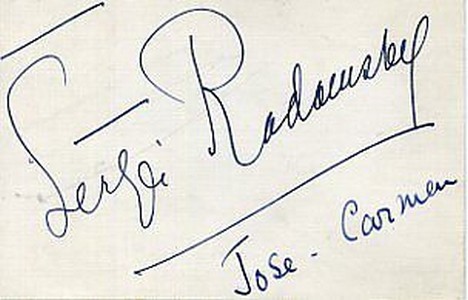 Sergei Radamsky
Jose - Carmen